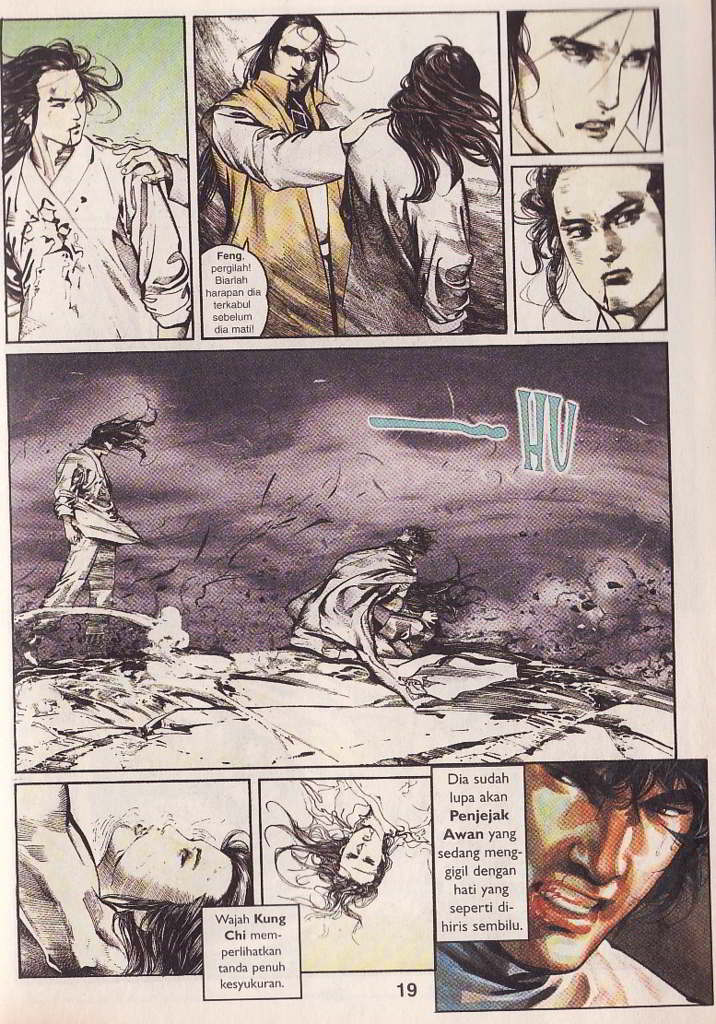 Feng,
pergilah!
Biarlah
harapan dia
terkabul
sebelum
dia mati!
HU
Wajah Kung
Chi mem-
perlihatkan
tanda penuh
kesyukuran.
Dia sudah
lupa akan
Penjejak
Awan yang
sedang meng-
gigil dengan
hati yang
seperti di-
hiris sembilu.
19